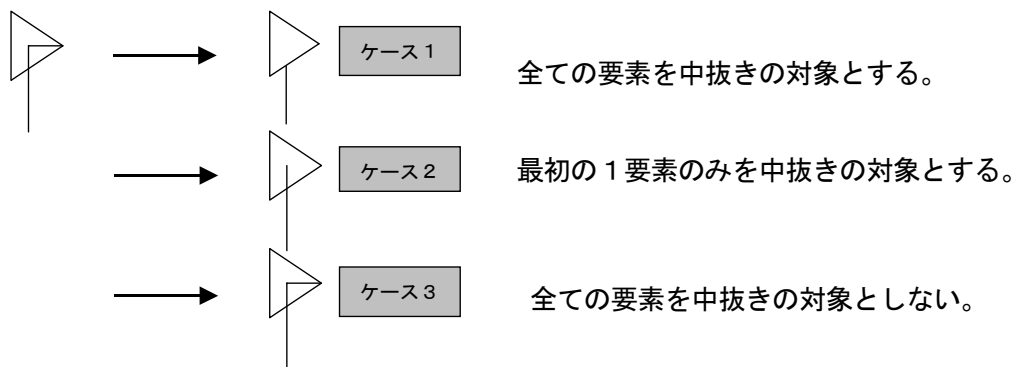 ケース１
全ての要素を中抜きの対象とする。
ケース２
最初の１要素のみを中抜きの対象とする。
ケース３
全ての要素を中抜きの対象としない。